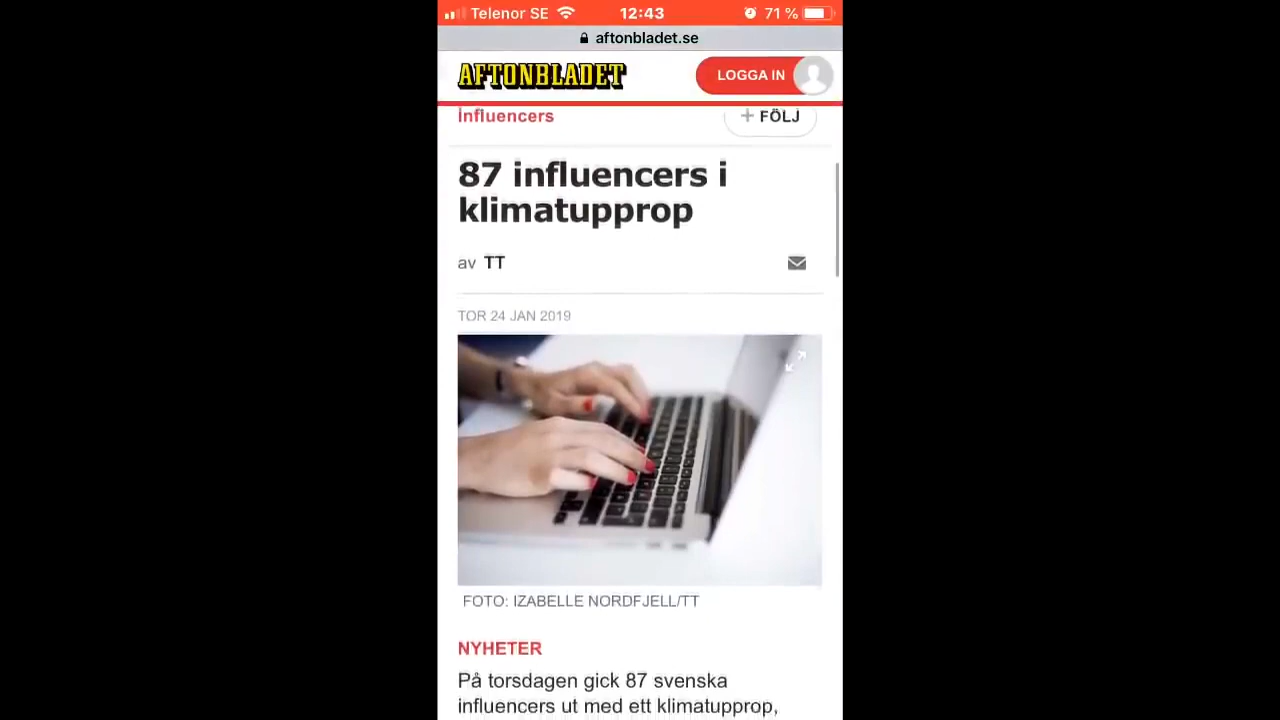 Telenor SE 12:43 71 %
aftonbladet.se
AFTONBLADET LOGGA IN
influencers + FÖLJ
87 influencers i
klimatupprop
av TT
TOR 24 JAN 2019
FOTO: IZABELLE NORDFJELL/TT
NYHETER
På torsdagen gick 87 svenska
influencers ut med ett klimatupprop,